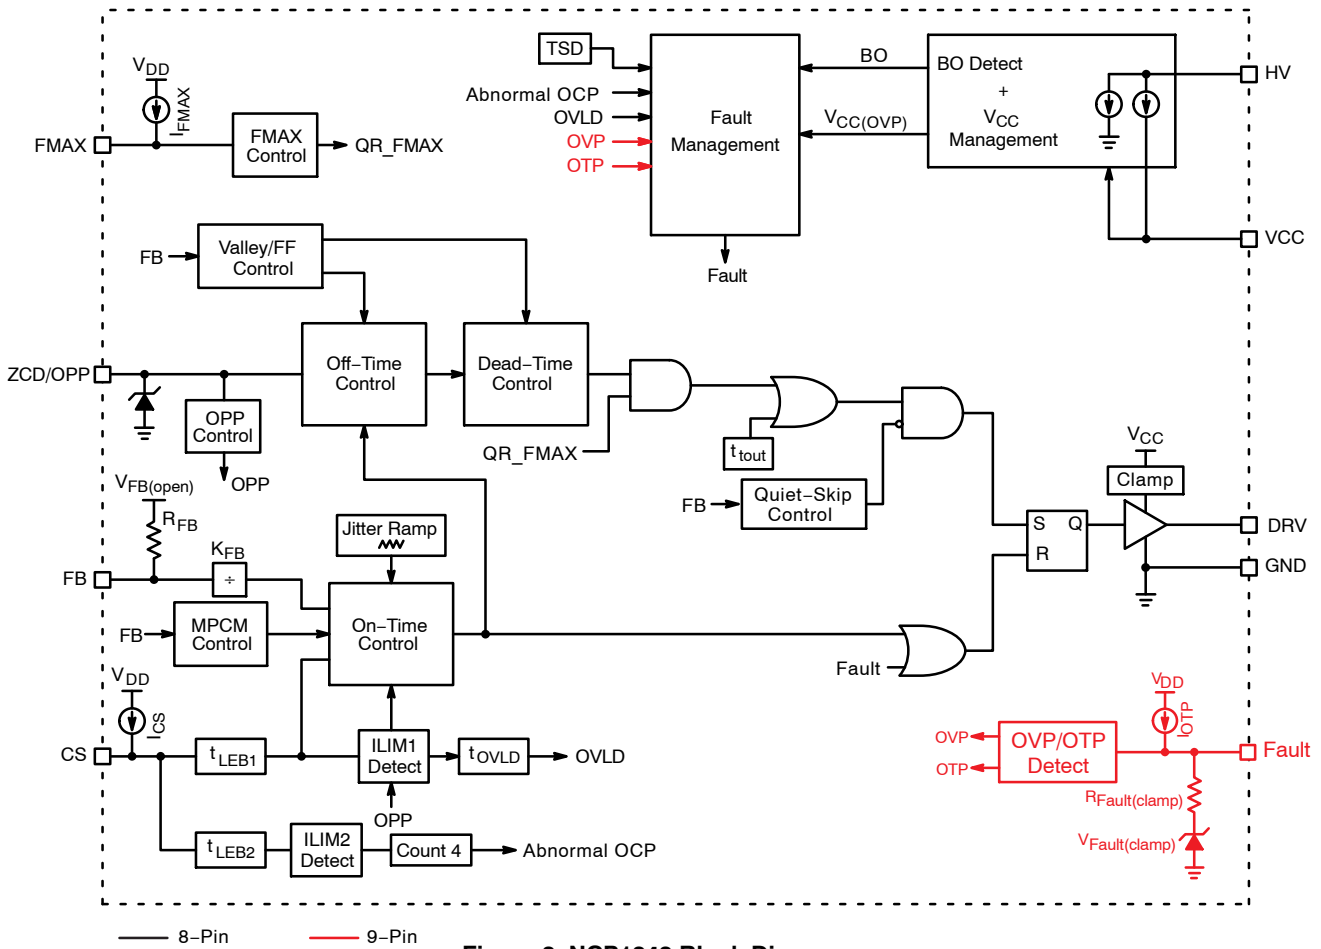 TSD
BO
BO Detect
+
VCC
Management
HV
VDD
IFMAX
Abnormal OCP
OVLD
OVP
OTP
Fault
Management
VCC(OVP)
FMAX
FMAX
Control
QR_FMAX
VCC
FB
Valley/FF
Control
Fault
ZCD/OPP
Off−Time
Control
Dead−Time
Control
OPP
Control
OPP
QR_FMAX
ttout
VCC
Clamp
VFB(open)
RFB
FB
Quiet−Skip
Control
Jitter Ramp
S
Q
R
DRV
GND
KFB
FB
÷
On−Time
Control
FB
MPCM
Control
Fault
VDD
ICS
VDD
IOTP
CS
tLEB1
ILIM1
Detect
tOVLD
OVLD
OVP
OTP
OVP/OTP
Detect
Fault
RFault(clamp)
VFault(clamp)
OPP
tLEB2
ILIM2
Detect
Count 4
Abnormal OCP
8−Pin
9−Pin